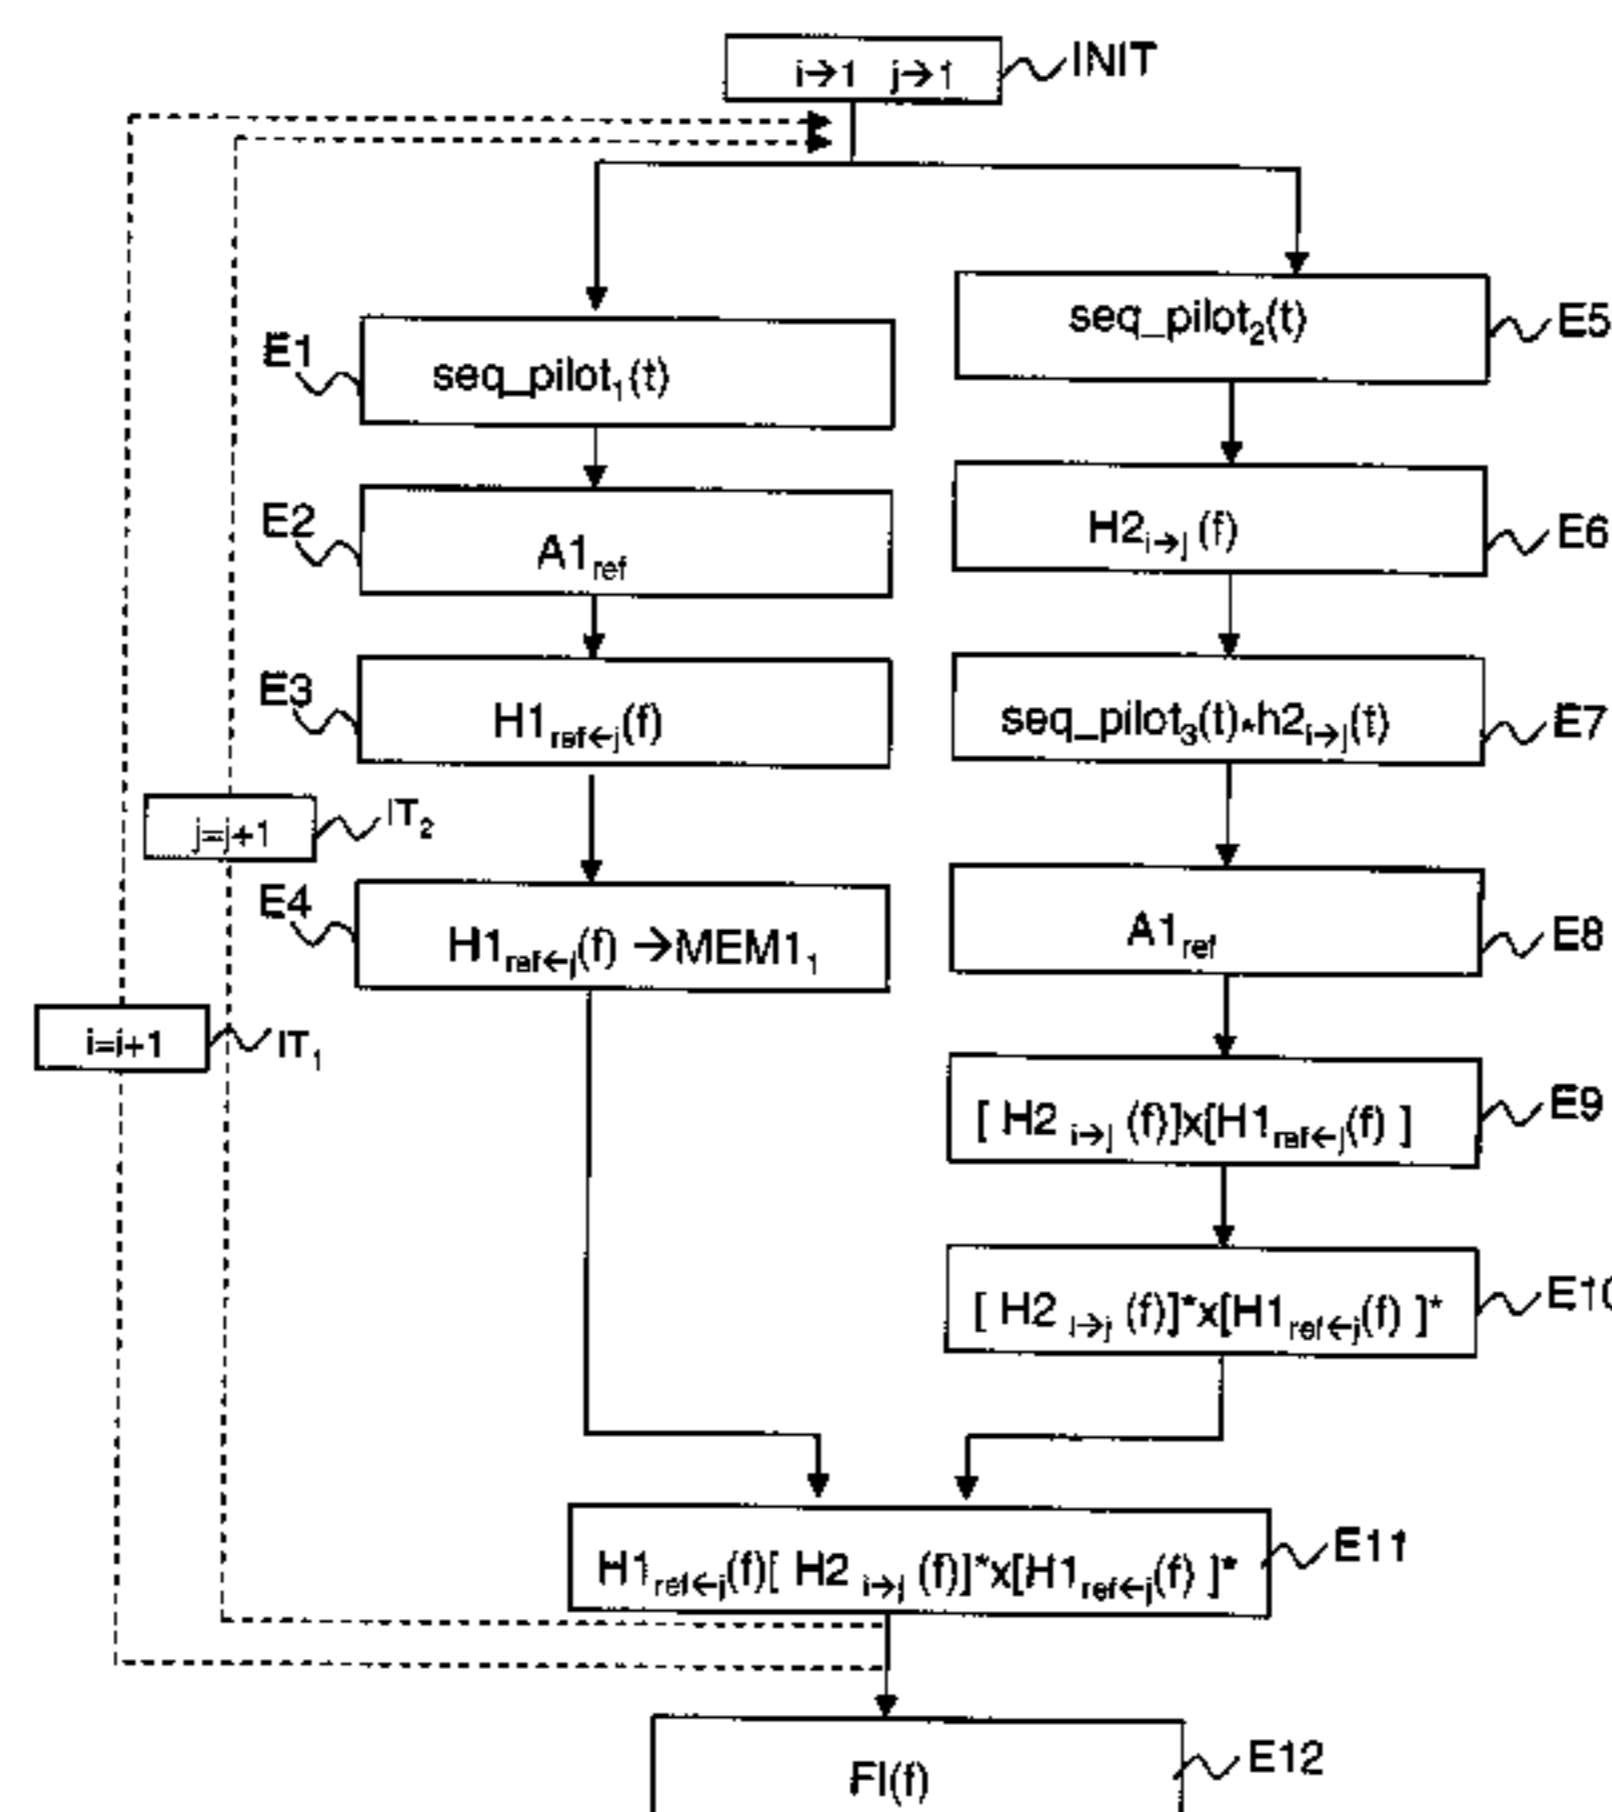 i→1 j→1 INIT
E1 seq_pilot₁(t)
E2 A1ref
E3 H1ref←j(f)
j=j+1 IT₂
E4 H1ref←j(f) →MEM1₁
i=i+1 IT₁
seq_pilot₂(t) E5
H2i→j (f) E6
seq_pilot₃(t)*h2i→j(t) E7
A1ref E8
[ H2 i→j (f)]x[H1ref←j(f) ] E9
[ H2 i→j (f)]*x[H1ref←j(f) ]* E10
H1ref←j(f)[ H2 i→j (f)]*x[H1ref←j(f) ]* E11
FI(f) E12